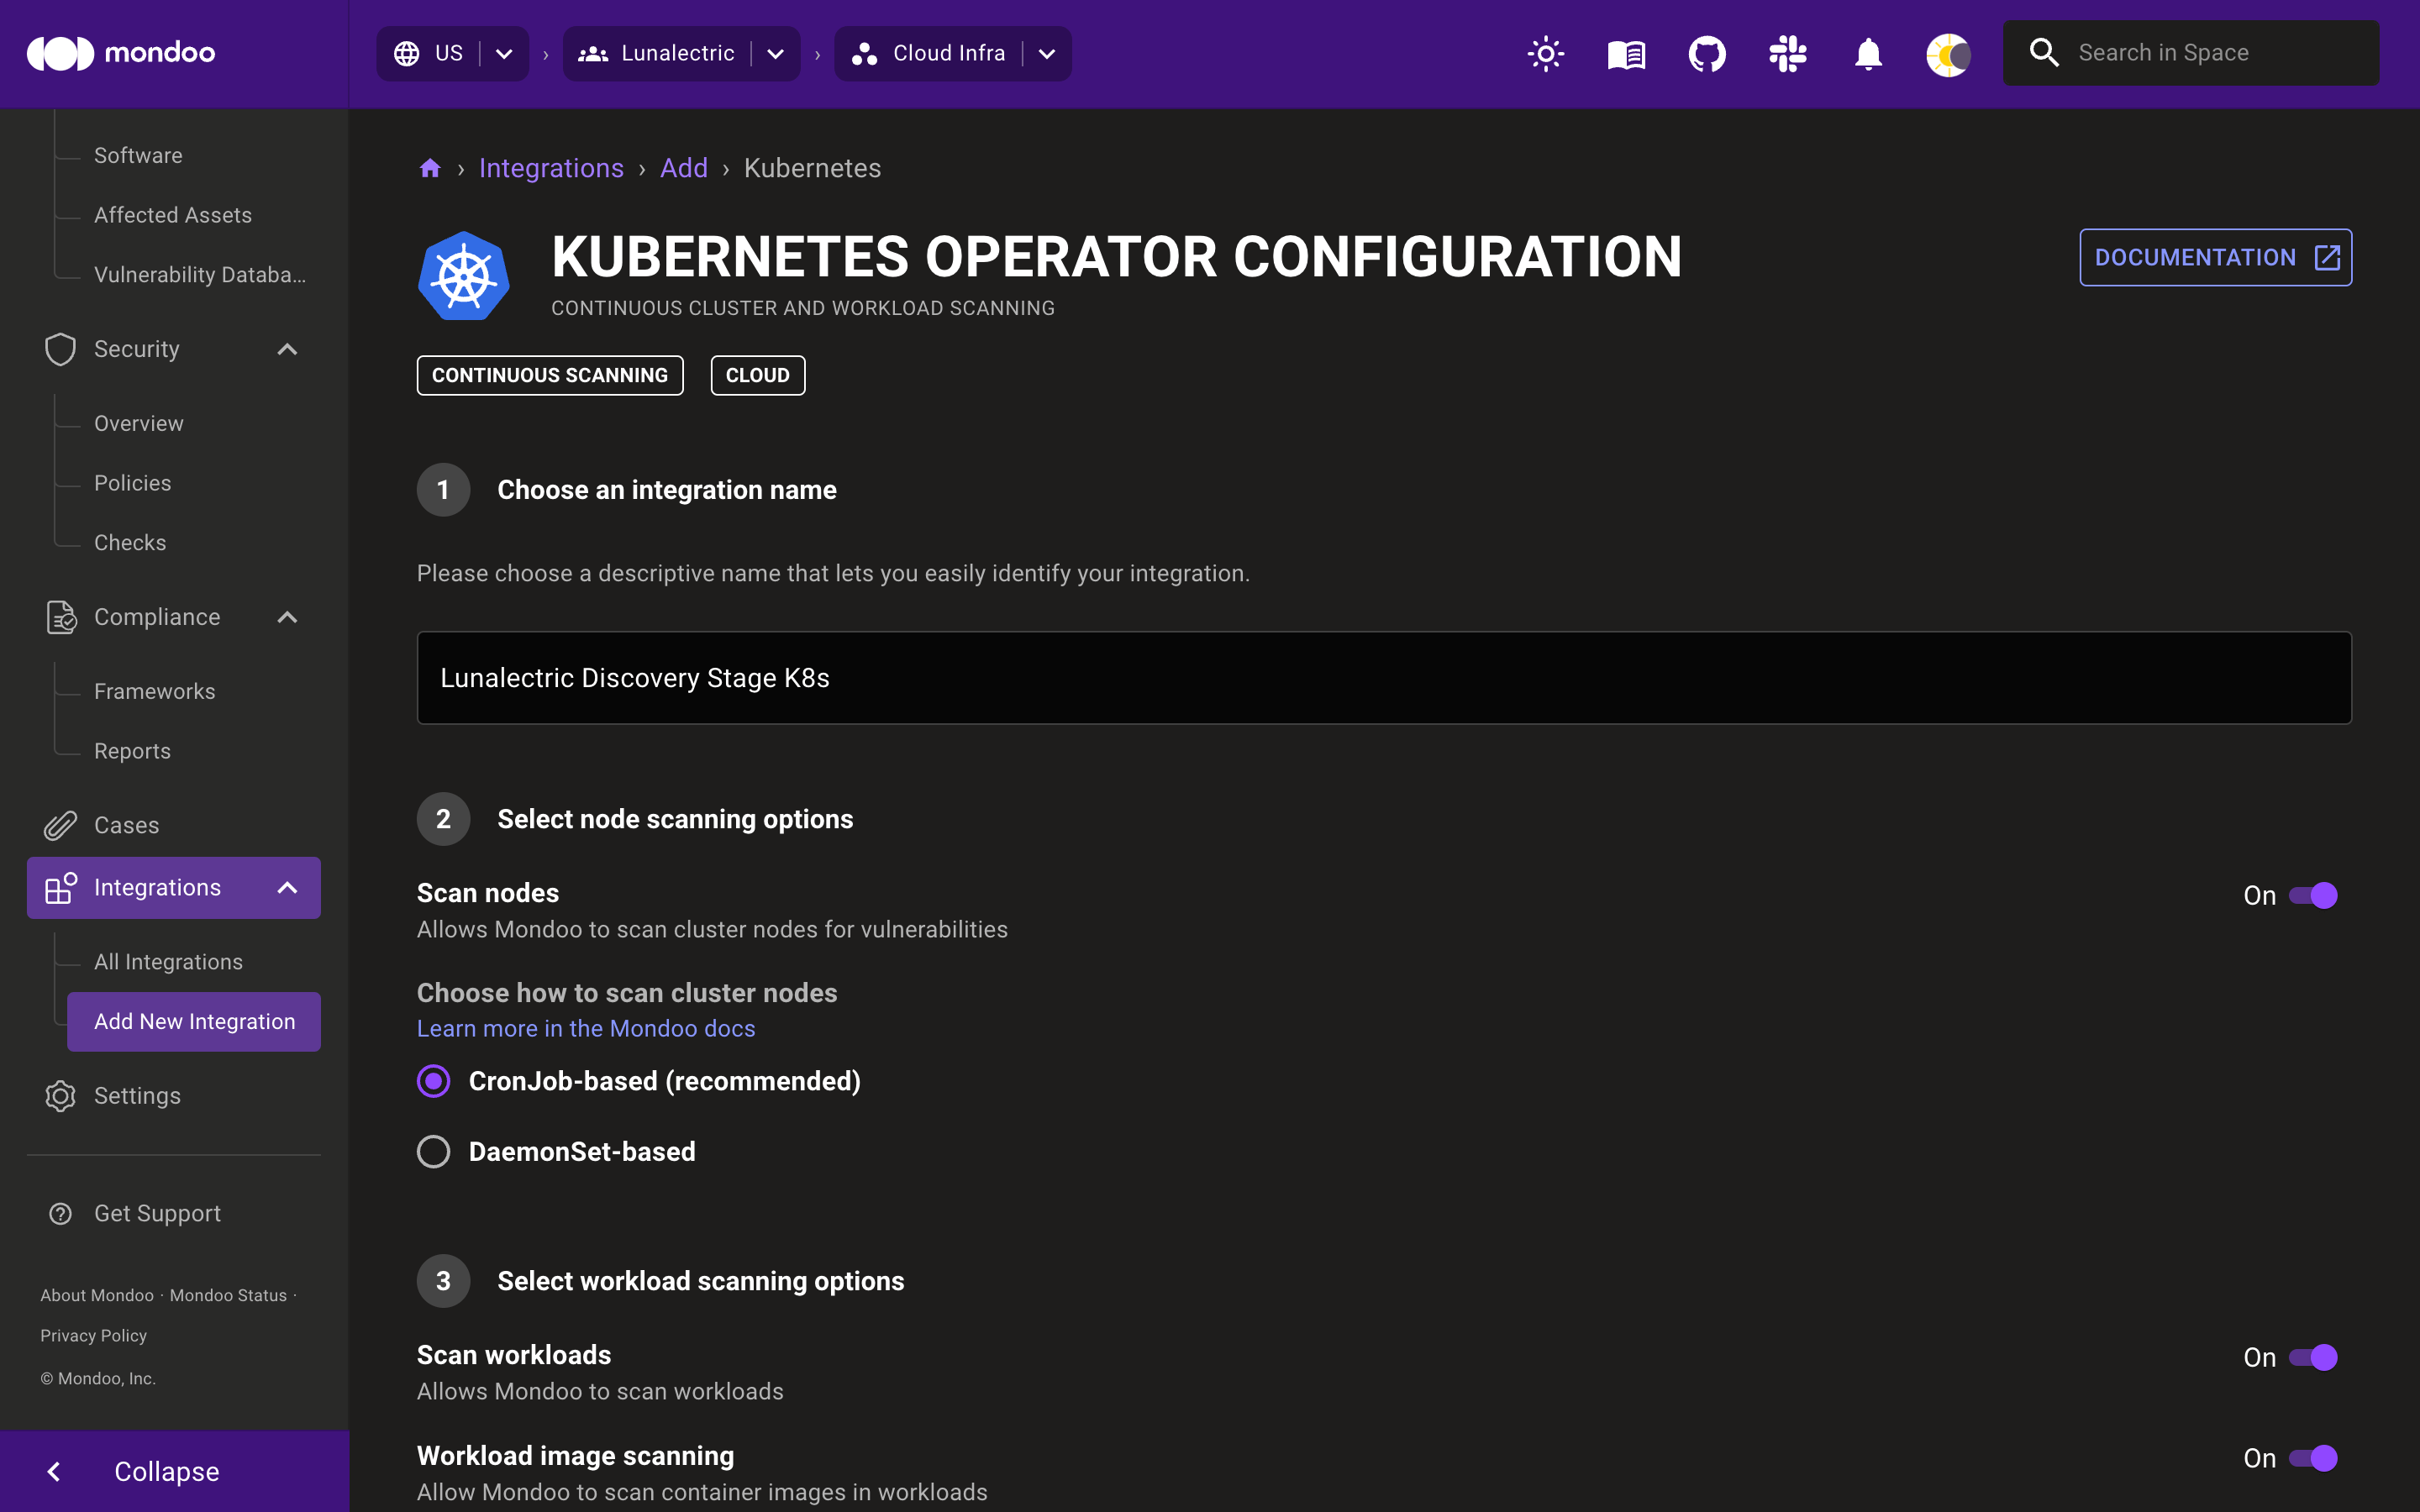 mondoo
US
Lunalectric
Cloud Infra
Search in Space
Software
Affected Assets
Vulnerability Databa...
Security
Overview
Policies
Checks
Compliance
Frameworks
Reports
Cases
Integrations
All Integrations
Add New Integration
Settings
Get Support
About Mondoo · Mondoo Status ·
Privacy Policy
© Mondoo, Inc.
Collapse
Integrations › Add › Kubernetes
KUBERNETES OPERATOR CONFIGURATION
CONTINUOUS CLUSTER AND WORKLOAD SCANNING
DOCUMENTATION
CONTINUOUS SCANNING
CLOUD
1 Choose an integration name
Please choose a descriptive name that lets you easily identify your integration.
Lunalectric Discovery Stage K8s
2 Select node scanning options
Scan nodes
On
Allows Mondoo to scan cluster nodes for vulnerabilities
Choose how to scan cluster nodes
Learn more in the Mondoo docs
CronJob-based (recommended)
DaemonSet-based
3 Select workload scanning options
Scan workloads
On
Allows Mondoo to scan workloads
Workload image scanning
On
Allow Mondoo to scan container images in workloads